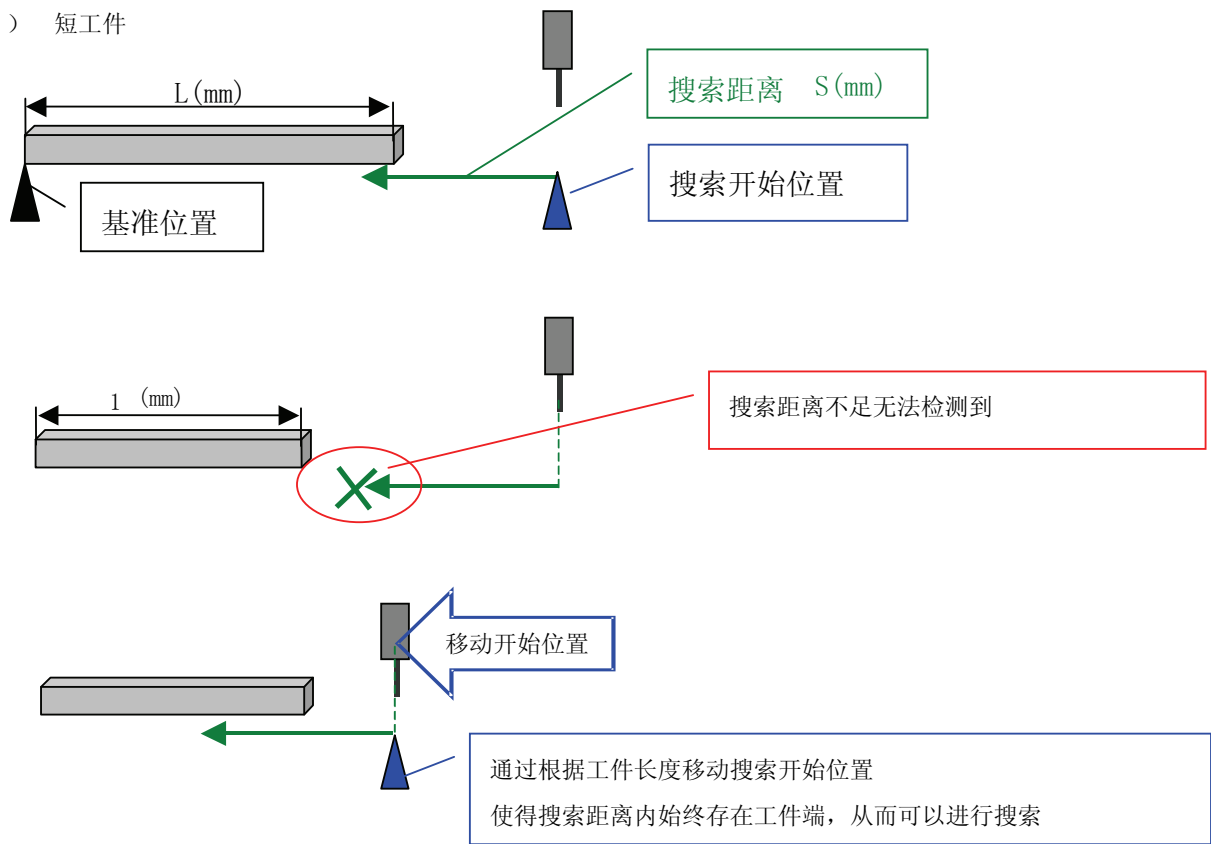 ） 短工件
L(mm)
搜索距离 S(mm)
搜索开始位置
基准位置
l (mm)
搜索距离不足无法检测到
移动开始位置
通过根据工件长度移动搜索开始位置
使得搜索距离内始终存在工件端，从而可以进行搜索